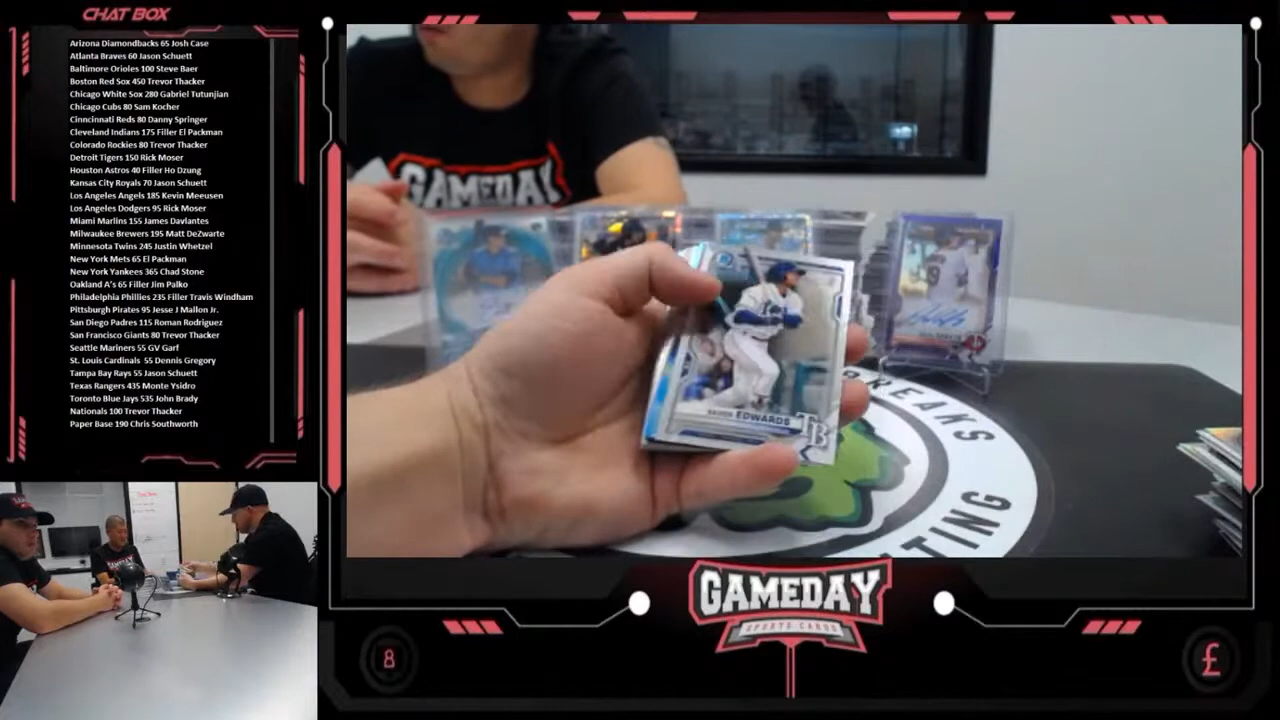 CHAT BOX
Arizona Diamondbacks 65 Josh Case
Atlanta Braves 60 Jason Schuett
Baltimore Orioles 100 Steve Baer
Boston Red Sox 450 Trevor Thacker
Chicago White Sox 280 Gabriel Tutunjian
Chicago Cubs 80 Sam Kocher
Cinncinnati Reds 80 Danny Springer
Cleveland Indians 175 Filler El Packman
Colorado Rockies 80 Trevor Thacker
Detroit Tigers 150 Rick Moser
Houston Astros 40 Filler Ho Dzung
Kansas City Royals 70 Jason Schuett
Los Angeles Angels 185 Kevin Meeusen
Los Angeles Dodgers 95 Rick Moser
Miami Marlins 155 James Davlantes
Milwaukee Brewers 195 Matt DeZwarte
Minnesota Twins 245 Justin Whetzel
New York Mets 65 El Packman
New York Yankees 365 Chad Stone
Oakland A's 65 Filler Jim Palko
Philadelphia Phillies 235 Filler Travis Windham
Pittsburgh Pirates 95 Jesse J Mallon Jr.
San Diego Padres 115 Roman Rodriguez
San Francisco Giants 80 Trevor Thacker
Seattle Mariners 55 GV Garf
St. Louis Cardinals 55 Dennis Gregory
Tampa Bay Rays 55 Jason Schuett
Texas Rangers 435 Monte Ysidro
Toronto Blue Jays 535 John Brady
Nationals 100 Trevor Thacker
Paper Base 190 Chris Southworth
GAMEDAY
EDWARDS
TB
BREAKS
GAMEDAY
SPORTS CARDS
8
£